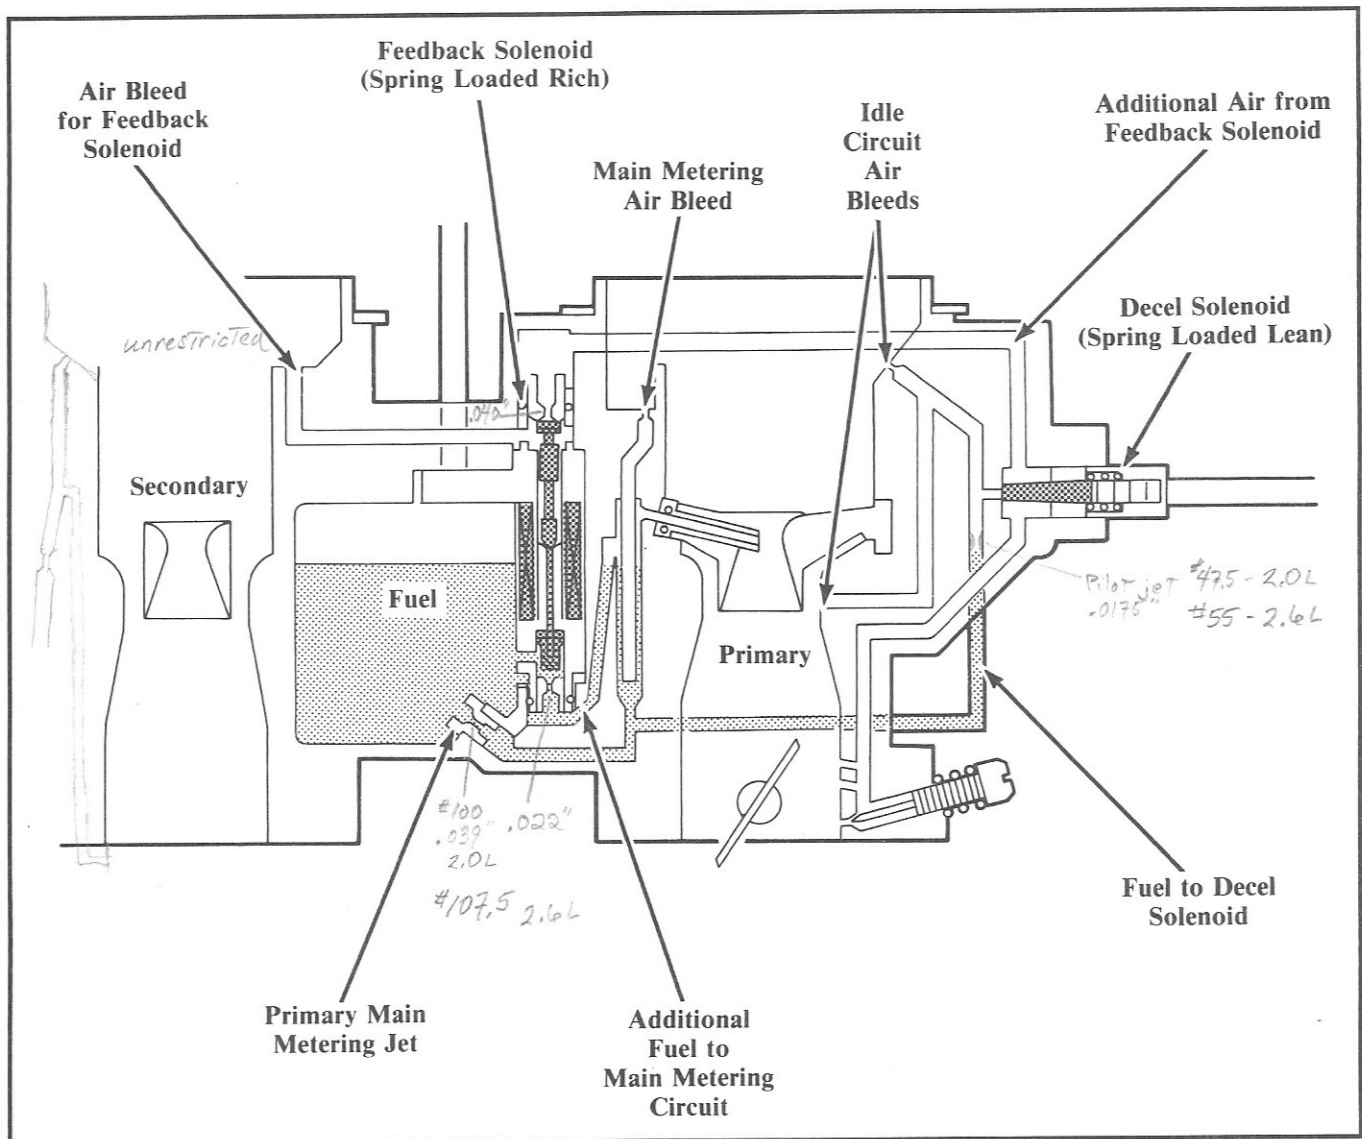 Feedback Solenoid
(Spring Loaded Rich)
Air Bleed
for Feedback
Solenoid
Idle
Circuit
Air
Bleeds
Additional Air from
Feedback Solenoid
Main Metering
Air Bleed
Decel Solenoid
(Spring Loaded Lean)
unrestricted
.040"
Secondary
Fuel
Primary
Pilot jet #47.5 - 2.0L
.0175" #55 - 2.6L
#100
.039" .022"
2.0L
#107.5 2.6L
Fuel to Decel
Solenoid
Primary Main
Metering Jet
Additional
Fuel to
Main Metering
Circuit